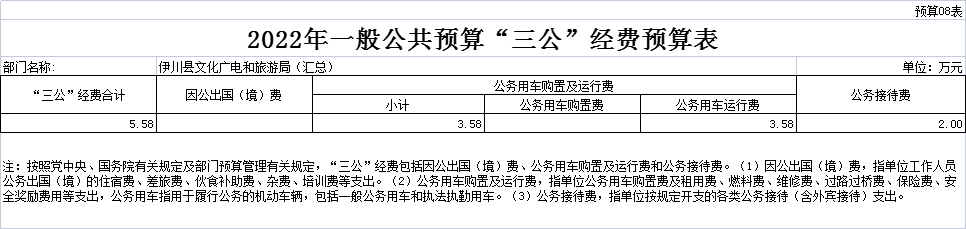 预算08表
2022年一般公共预算“三公”经费预算表
部门名称: 伊川县文化广电和旅游局（汇总） 单位：万元
“三公”经费合计 因公出国（境）费 公务用车购置及运行费 公务接待费
小计 公务用车购置费 公务用车运行费
5.58 3.58 3.58 2.00
注：按照党中央、国务院有关规定及部门预算管理有关规定，“三公”经费包括因公出国（境）费、公务用车购置及运行费和公务接待费。（1）因公出国（境）费，指单位工作人员
公务出国（境）的住宿费、差旅费、伙食补助费、杂费、培训费等支出。（2）公务用车购置及运行费，指单位公务用车购置费及租用费、燃料费、维修费、过路过桥费、保险费、安
全奖励费用等支出，公务用车指用于履行公务的机动车辆，包括一般公务用车和执法执勤用车。（3）公务接待费，指单位按规定开支的各类公务接待（含外宾接待）支出。